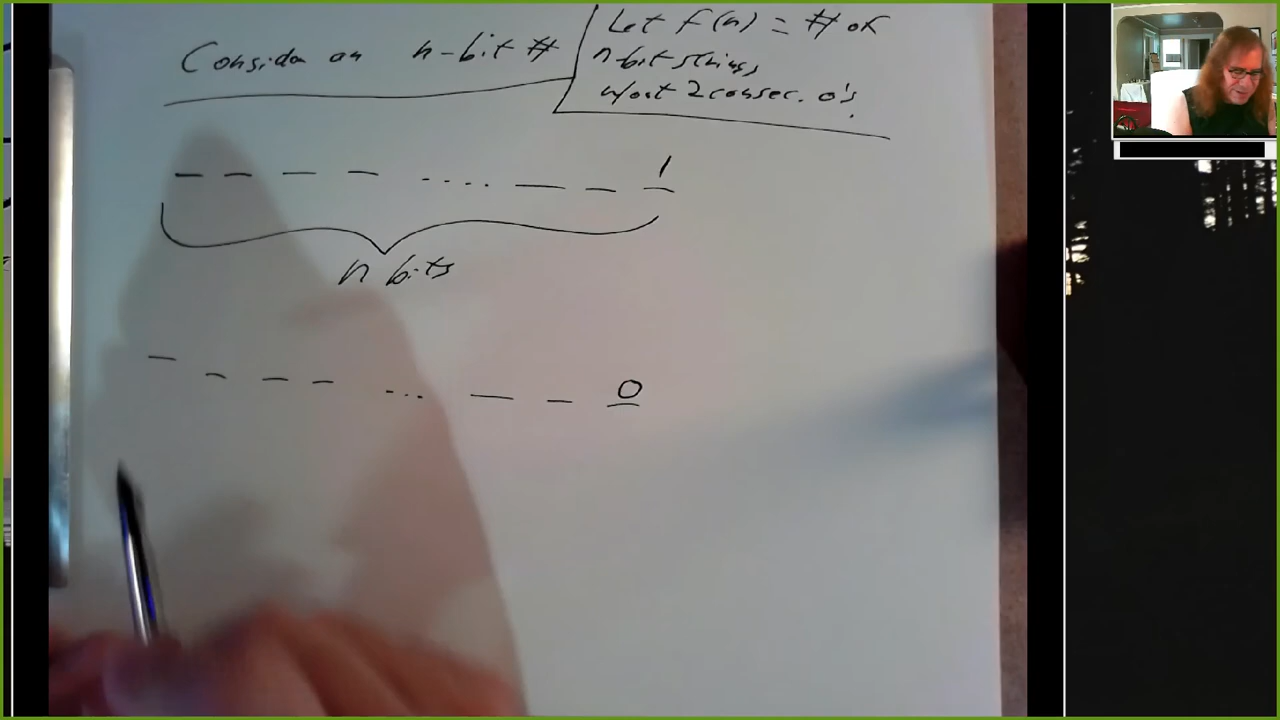 Consider an n-bit #
Let f(n) = # of
n-bit strings
w/out 2 consec. 0's.
— — — — .... — — 1
n bits
— — — — ... — — 0